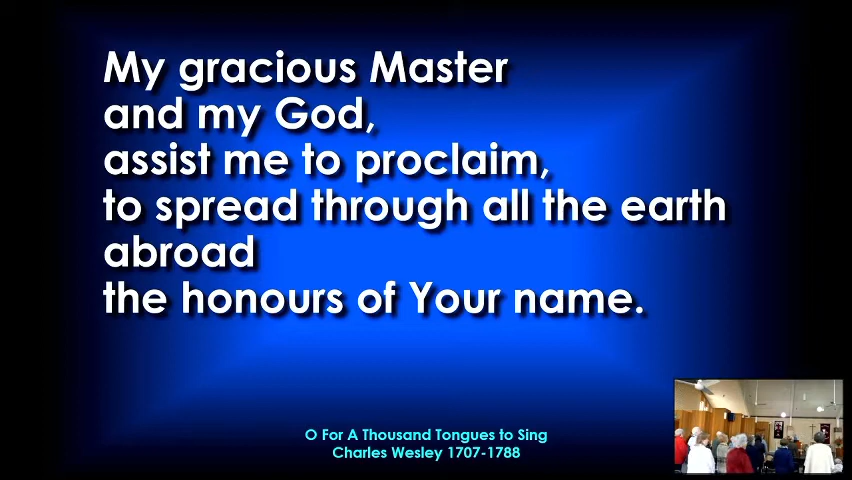 My gracious Master
and my God,
assist me to proclaim,
to spread through all the earth
abroad
the honours of Your name.
O For A Thousand Tongues to Sing
Charles Wesley 1707-1788